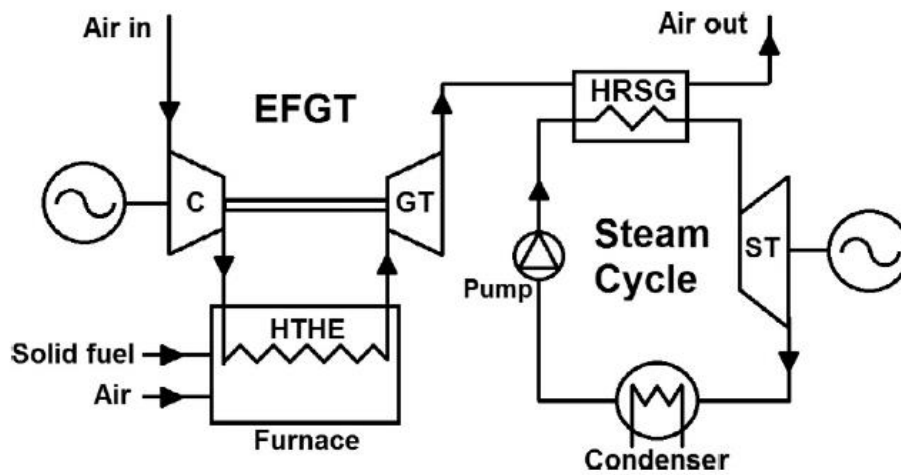 Air in
Air out
EFGT
HRSG
C
GT
Steam
Cycle
ST
Pump
HTHE
Solid fuel
Air
Furnace
Condenser